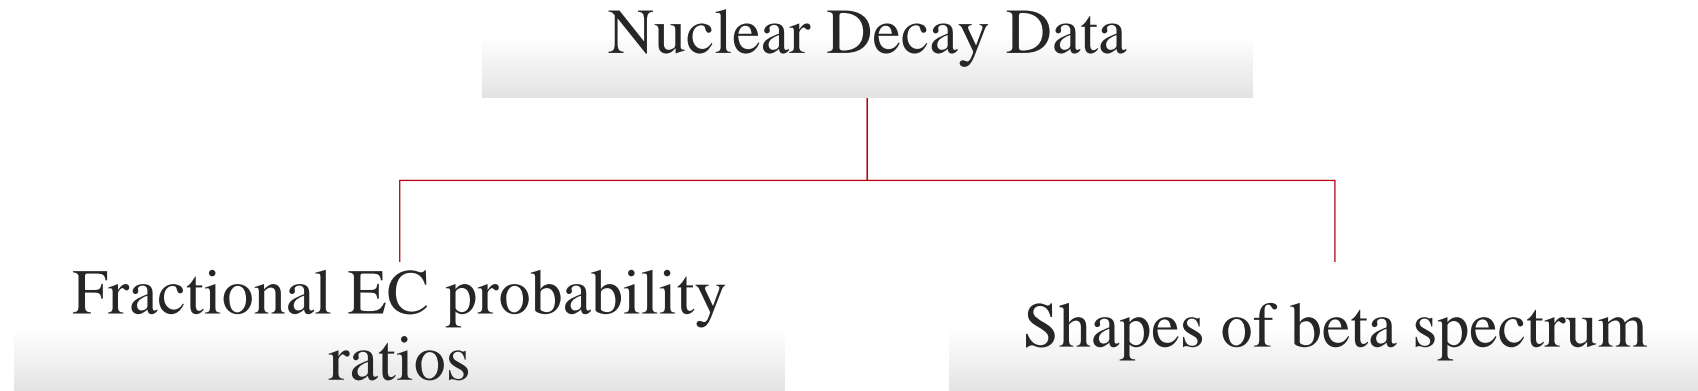 Nuclear Decay Data
Fractional EC probability
ratios
Shapes of beta spectrum